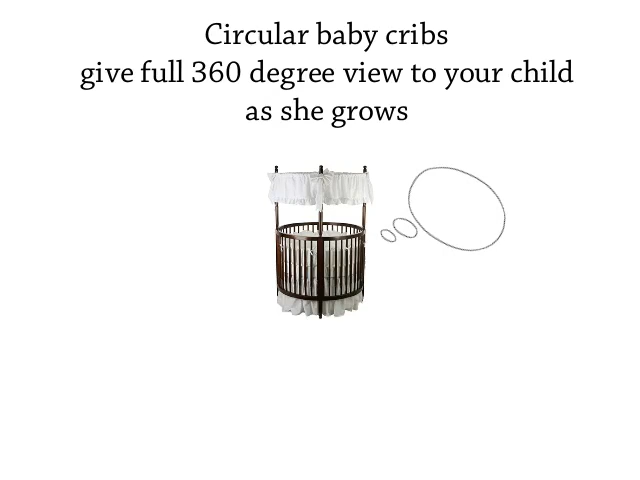 Circular baby cribs
give full 360 degree view to your child
as she grows